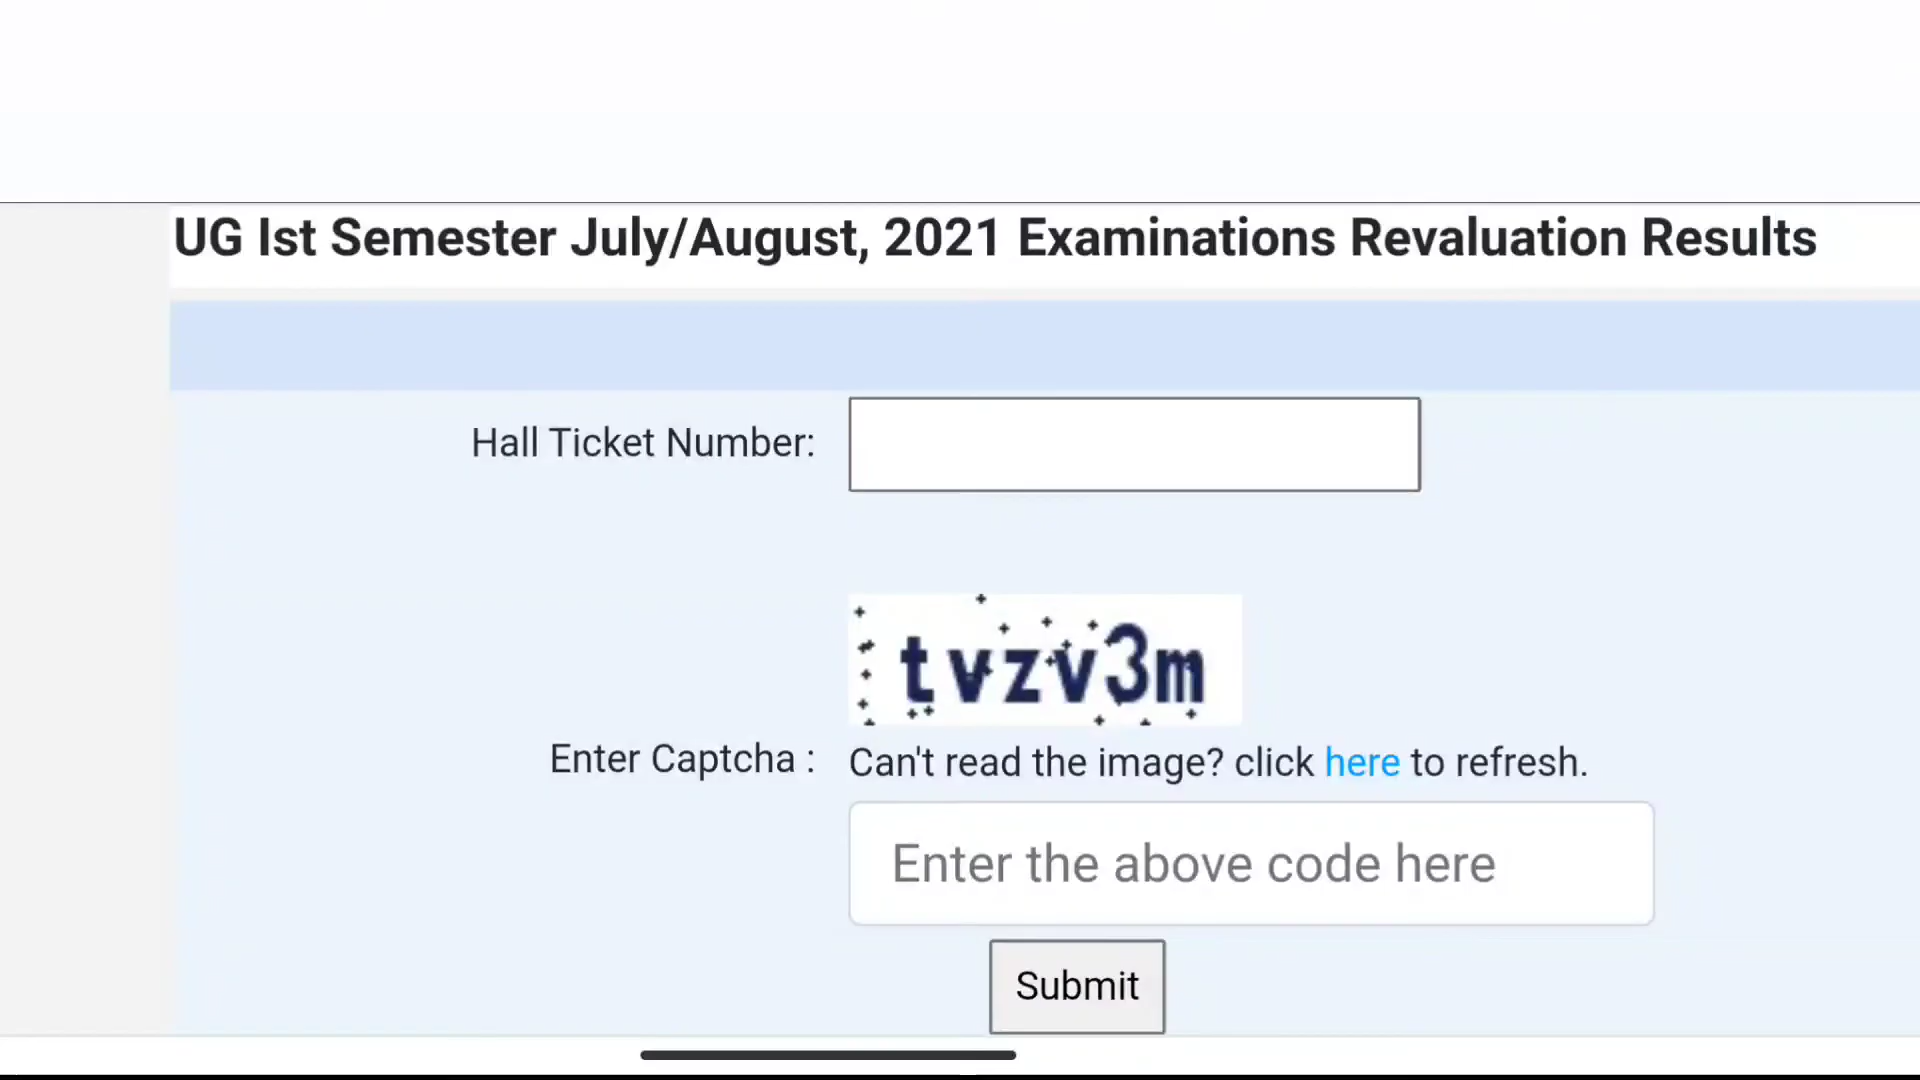 UG Ist Semester July/August, 2021 Examinations Revaluation Results
Hall Ticket Number:
tvzv3m
Enter Captcha :
Can't read the image? click here to refresh.
Enter the above code here
Submit